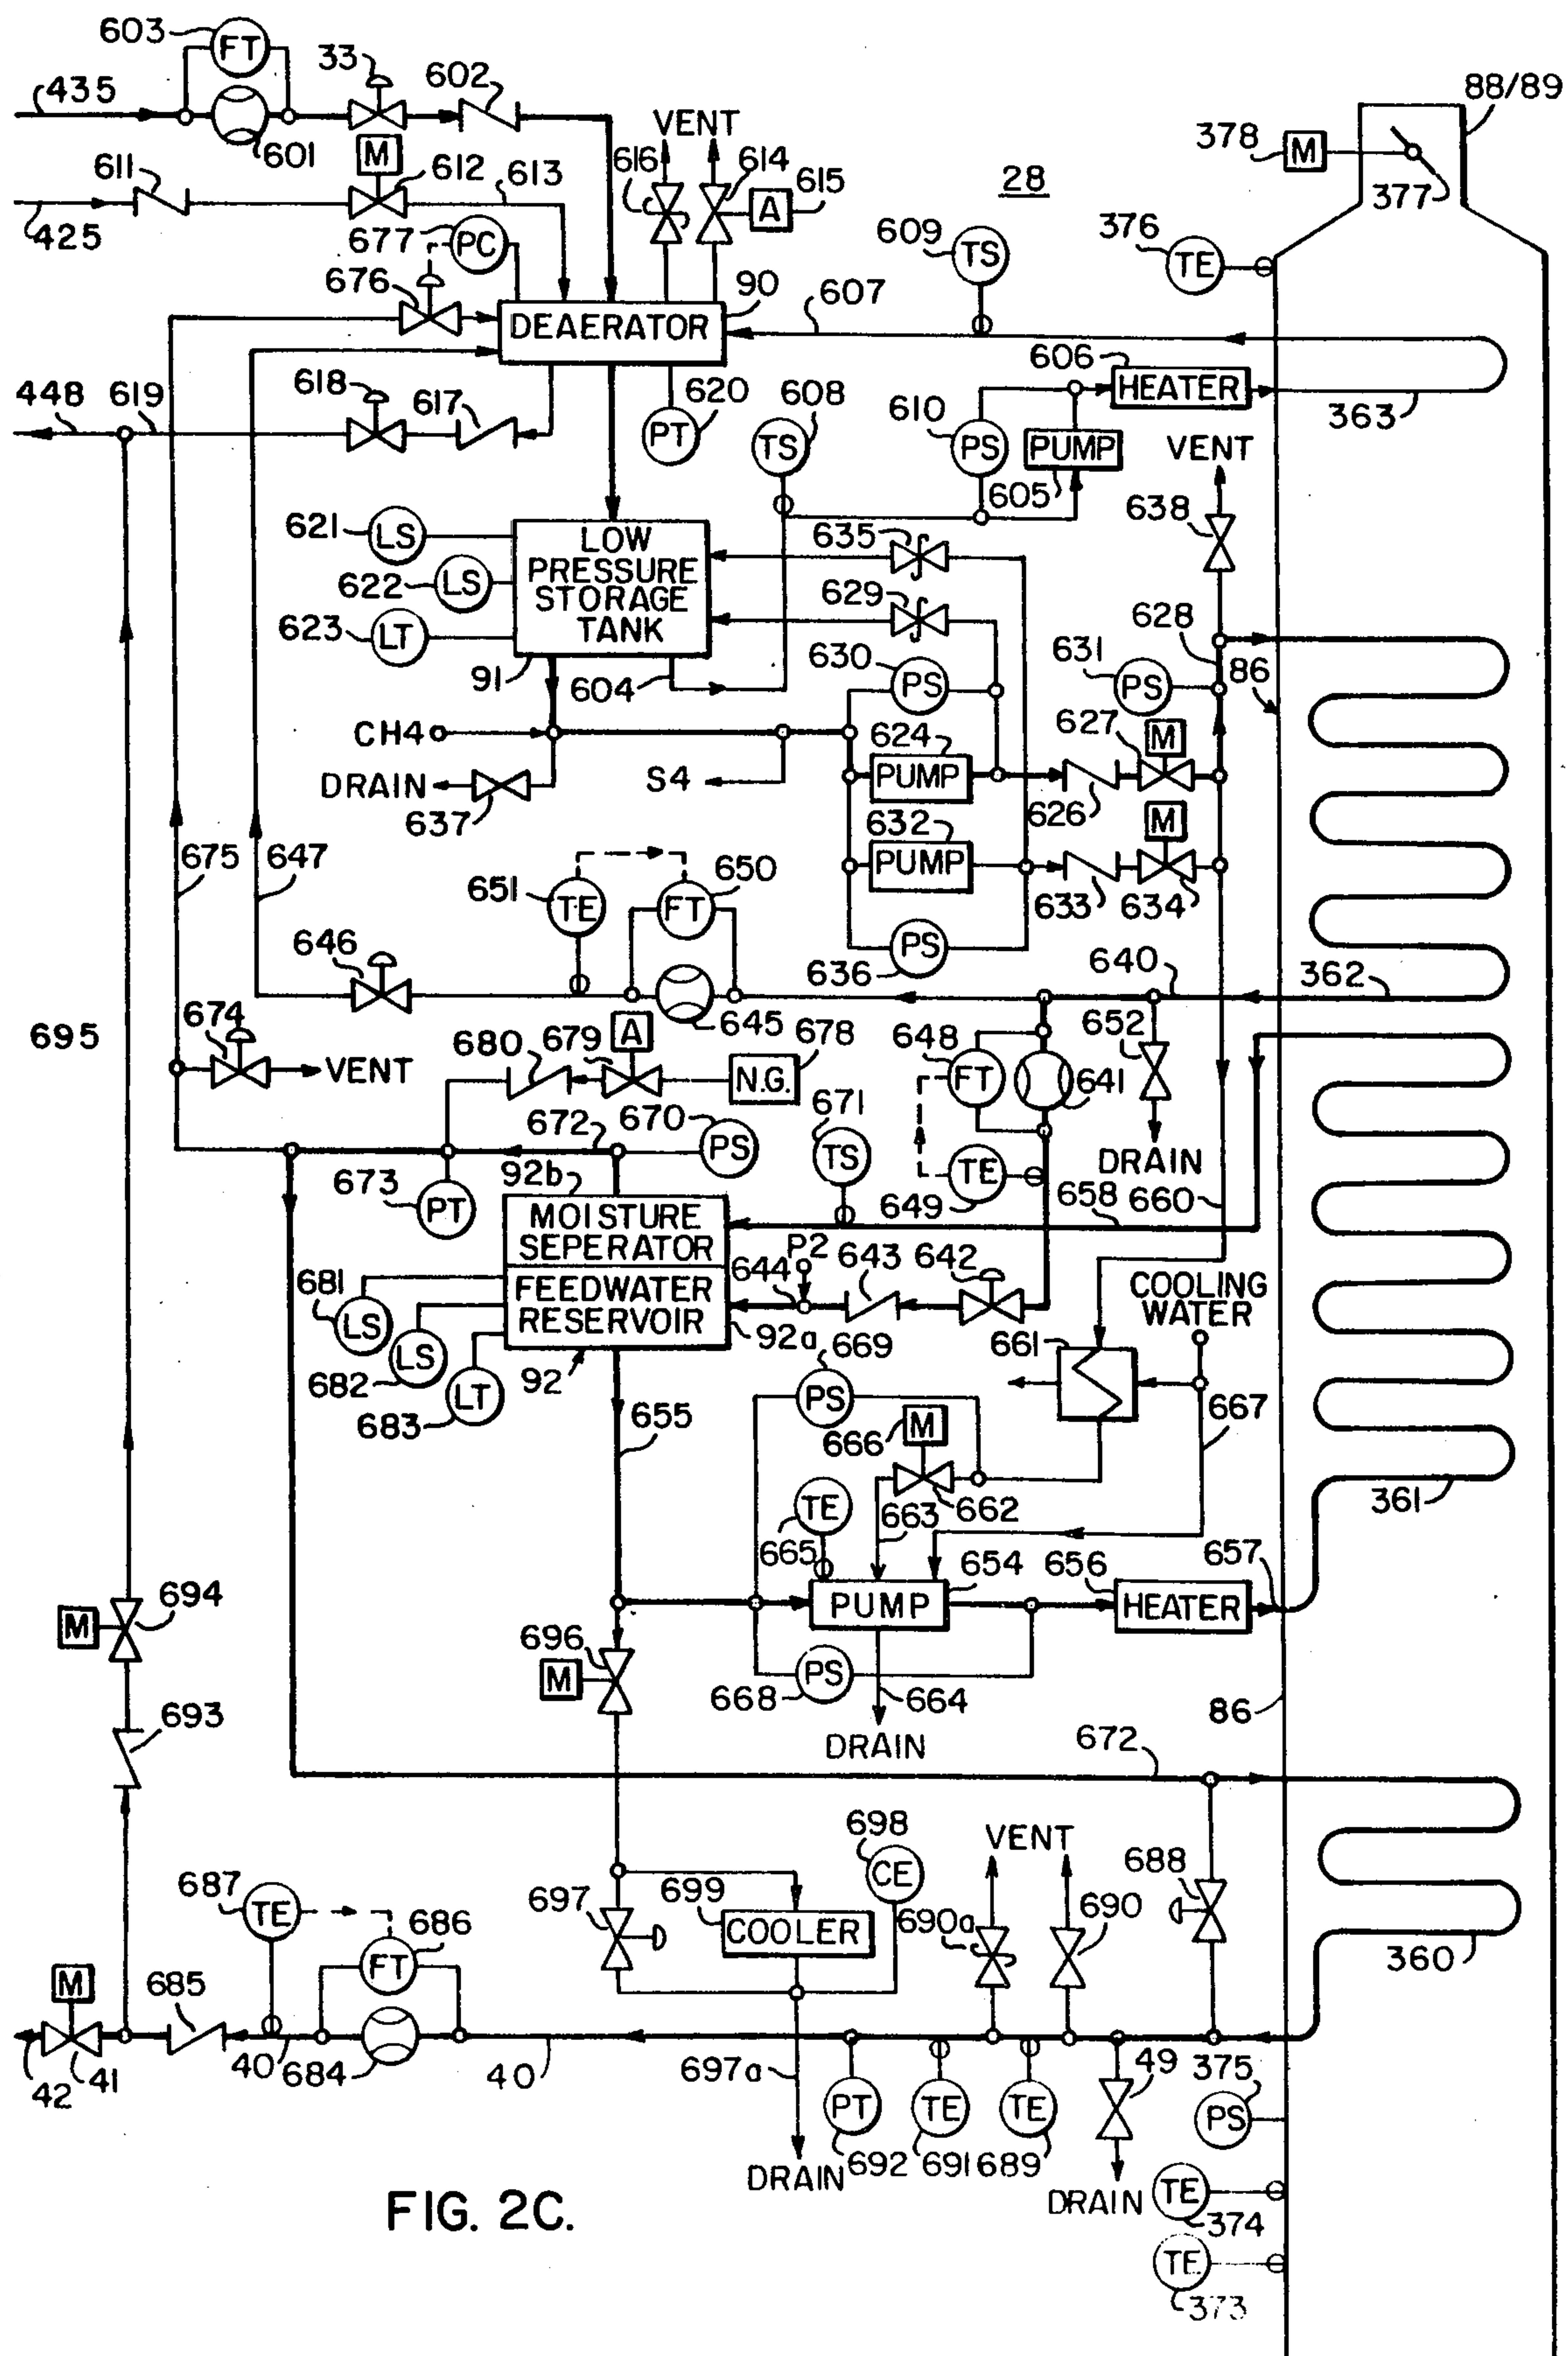 603
FT
33
602
88/89
435
VENT
378
M
601
M
616
614
611
612
613
A
615
28
377
425
677
PC
609
TS
376
TE
676
90
607
DEAERATOR
606
448
619
618
617
620
608
HEATER
610
363
PT
TS
PS
PUMP
VENT
605
621
LS
LOW
PRESSURE
STORAGE
TANK
635
638
622
LS
629
623
LT
628
630
631
91
604
PS
PS
86
CH4
624
627
M
DRAIN
S4
PUMP
637
626
632
M
675
647
PUMP
651
TE
650
FT
633
634
646
PS
636
640
362
695
674
645
652
680
679
A
678
648
VENT
N.G.
FT
641
670
671
672
PS
TS
DRAIN
92b
TE
673
PT
649
658
660
MOISTURE
SEPERATOR
P2
681
644
643
642
COOLING
WATER
FEEDWATER
RESERVOIR
LS
92a
669
661
LS
682
92
PS
LT
683
655
M
666
667
TE
663
662
361
665
654
656
657
694
M
PUMP
HEATER
696
M
PS
668
664
693
86
DRAIN
672
698
VENT
CE
688
687
TE
697
699
COOLER
690a
690
686
FT
360
M
685
42
41
40
684
40
697a
49
375
PT
TE
TE
PS
DRAIN
692
691
689
DRAIN
TE
374
FIG. 2C.
TE
373